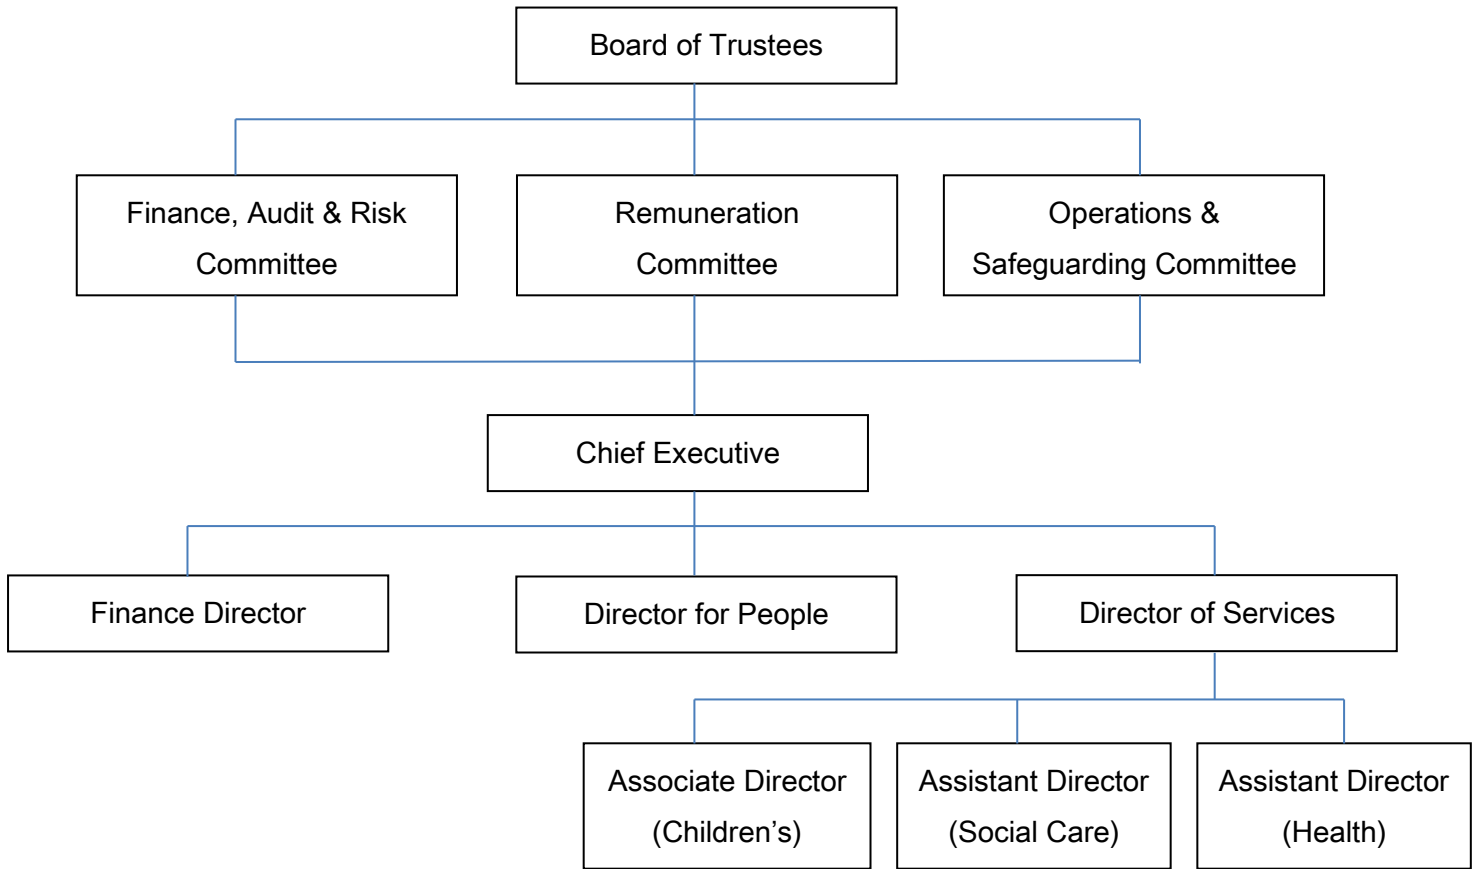 Board of Trustees
Finance, Audit & Risk
Committee
Remuneration
Committee
Operations &
Safeguarding Committee
Chief Executive
Finance Director
Director for People
Director of Services
Associate Director
(Children’s)
Assistant Director
(Social Care)
Assistant Director
(Health)